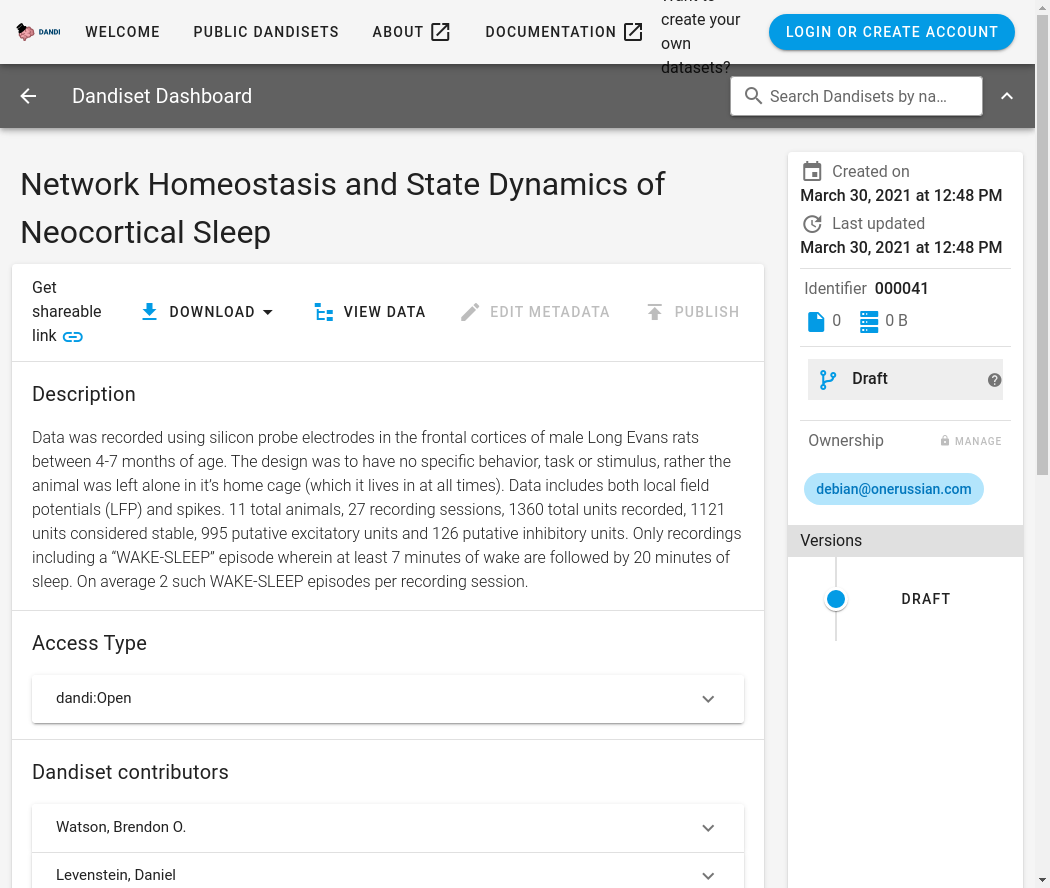 DANDI
WELCOME
PUBLIC DANDISETS
ABOUT
DOCUMENTATION
Want to
create your
own
datasets?
LOGIN OR CREATE ACCOUNT
Dandiset Dashboard
Search Dandisets by na...
Network Homeostasis and State Dynamics of
Neocortical Sleep
Get
shareable
link
DOWNLOAD
VIEW DATA
EDIT METADATA
PUBLISH
Description
Data was recorded using silicon probe electrodes in the frontal cortices of male Long Evans rats
between 4-7 months of age. The design was to have no specific behavior, task or stimulus, rather the
animal was left alone in it’s home cage (which it lives in at all times). Data includes both local field
potentials (LFP) and spikes. 11 total animals, 27 recording sessions, 1360 total units recorded, 1121
units considered stable, 995 putative excitatory units and 126 putative inhibitory units. Only recordings
including a “WAKE-SLEEP” episode wherein at least 7 minutes of wake are followed by 20 minutes of
sleep. On average 2 such WAKE-SLEEP episodes per recording session.
Access Type
dandi:Open
Dandiset contributors
Watson, Brendon O.
Levenstein, Daniel
Created on
March 30, 2021 at 12:48 PM
Last updated
March 30, 2021 at 12:48 PM
Identifier 000041
0
0 B
Draft
Ownership
MANAGE
debian@onerussian.com
Versions
DRAFT